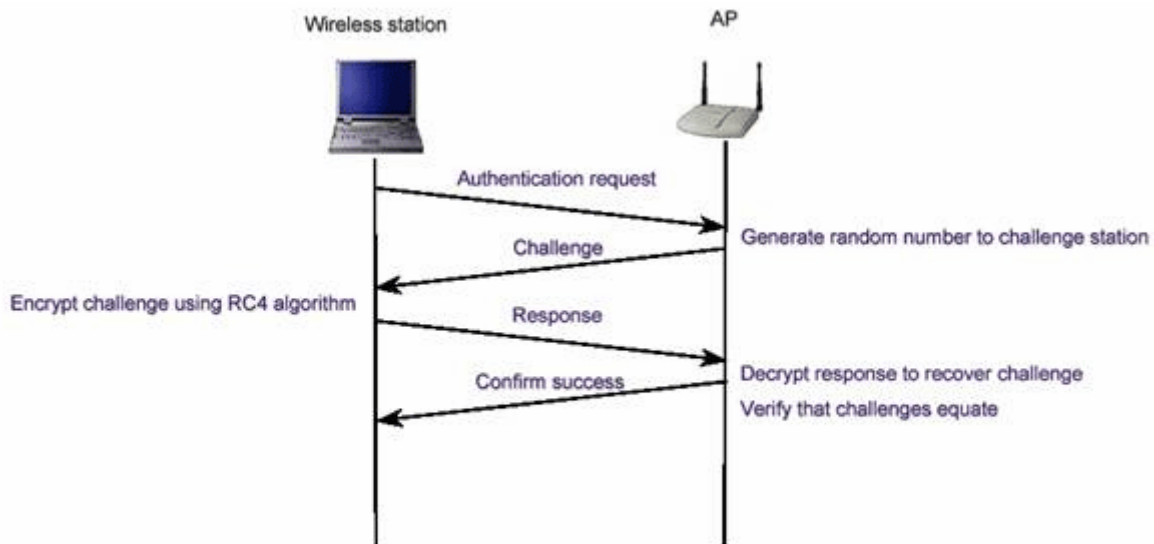 Wireless station
AP
Authentication request
Generate random number to challenge station
Challenge
Encrypt challenge using RC4 algorithm
Response
Decrypt response to recover challenge
Confirm success
Verify that challenges equate